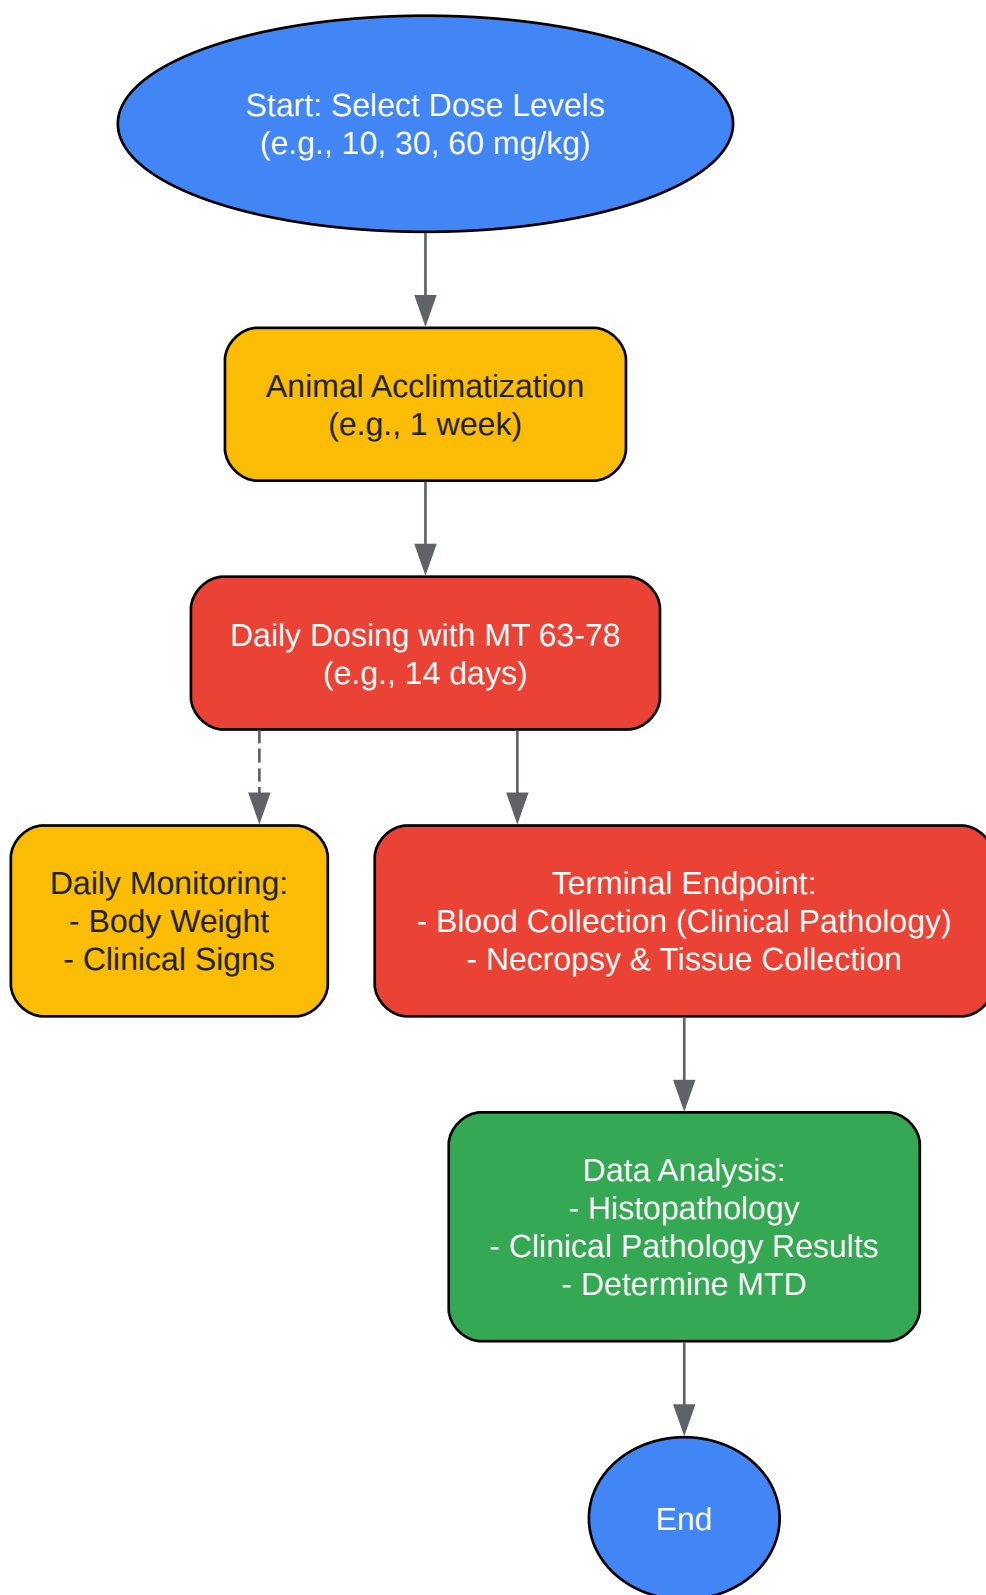 Start: Select Dose Levels
(e.g., 10, 30, 60 mg/kg)
Animal Acclimatization
(e.g., 1 week)
Daily Dosing with MT 63-78
(e.g., 14 days)
Daily Monitoring:
- Body Weight
- Clinical Signs
Terminal Endpoint:
- Blood Collection (Clinical Pathology)
- Necropsy & Tissue Collection
Data Analysis:
- Histopathology
- Clinical Pathology Results
- Determine MTD
End